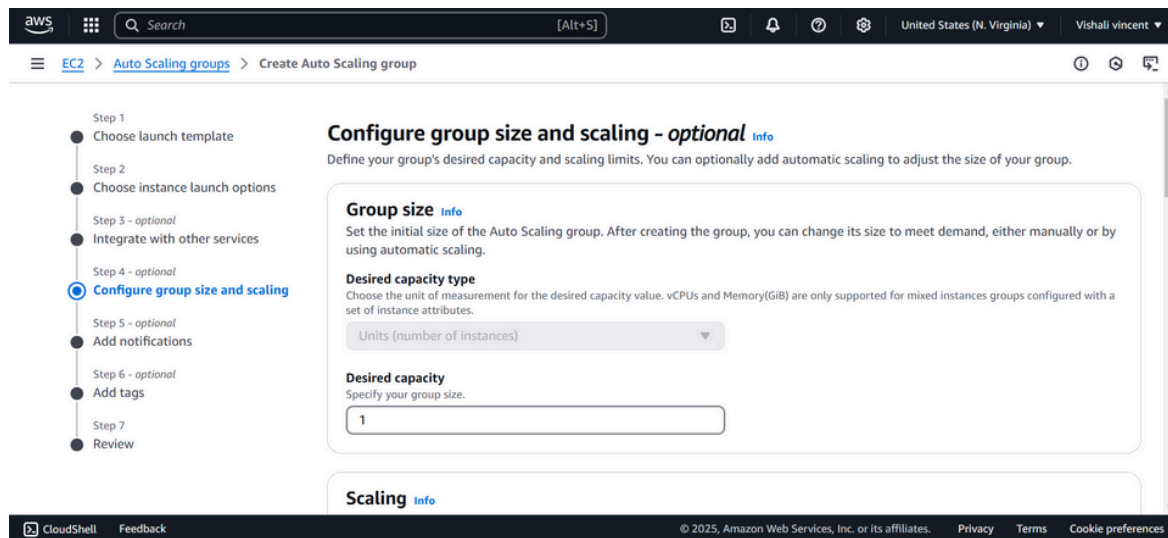 aws
Search [Alt+S]
United States (N. Virginia) ▼
Vishali vincent ▼
EC2 > Auto Scaling groups > Create Auto Scaling group
Step 1
Choose launch template
Step 2
Choose instance launch options
Step 3 - optional
Integrate with other services
Step 4 - optional
Configure group size and scaling
Step 5 - optional
Add notifications
Step 6 - optional
Add tags
Step 7
Review
Configure group size and scaling - optional Info
Define your group's desired capacity and scaling limits. You can optionally add automatic scaling to adjust the size of your group.
Group size Info
Set the initial size of the Auto Scaling group. After creating the group, you can change its size to meet demand, either manually or by
using automatic scaling.
Desired capacity type
Choose the unit of measurement for the desired capacity value. vCPUs and Memory(GiB) are only supported for mixed instances groups configured with a
set of instance attributes.
Units (number of instances)
Desired capacity
Specify your group size.
1
Scaling Info
CloudShell Feedback
© 2025, Amazon Web Services, Inc. or its affiliates. Privacy Terms Cookie preferences